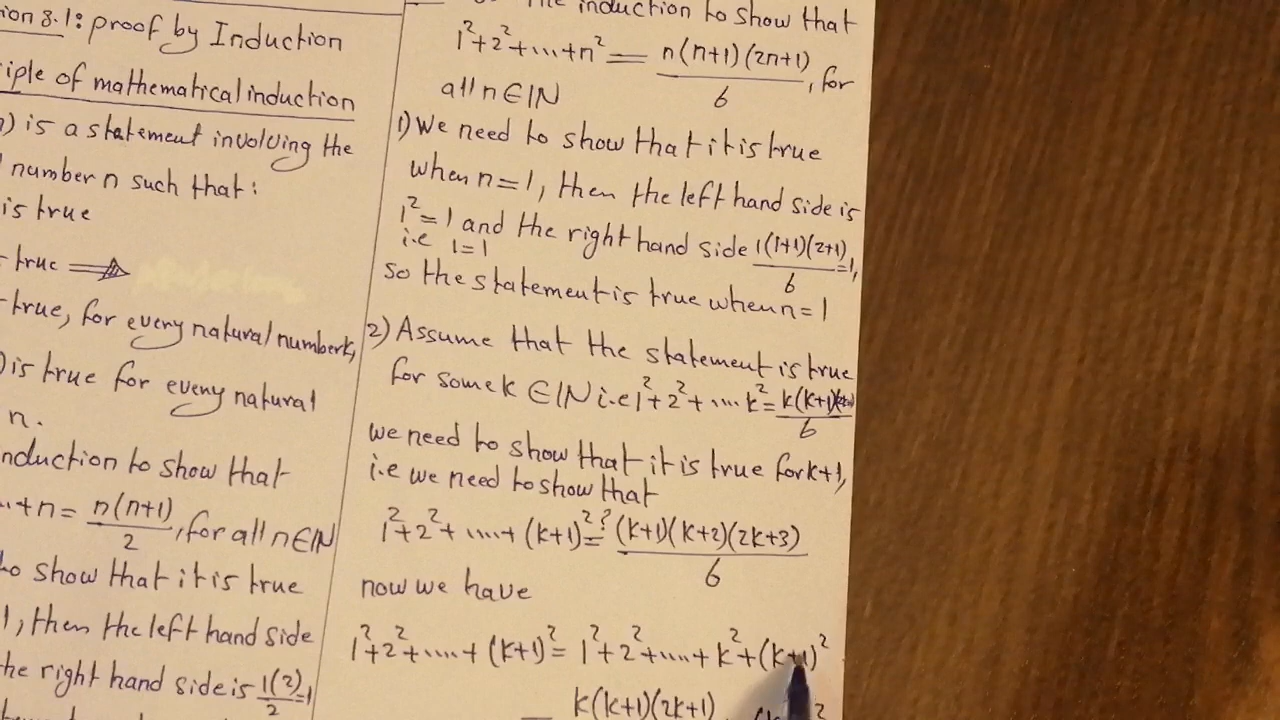 ion 8.1: proof by Induction
iple of mathematical induction
) is a statement involving the
number n such that:
is true
true ⟹
true, for every natural number k,
) is true for every natural
n.
nduction to show that
..+n = n(n+1)/2, for all n∈ℕ
to show that it is true
1, then the left hand side
he right hand side is 1(2)/2=1
induction to show that
1²+2²+...+n² = n(n+1)(2n+1)/6, for
all n∈ℕ
1) We need to show that it is true
when n=1, then the left hand side is
1²=1 and the right hand side 1(1+1)(2+1)/6=1,
i.e 1=1
so the statement is true when n=1
2) Assume that the statement is true
for some k∈ℕ i.e 1²+2²+....k²= k(k+1)/6
we need to show that it is true for k+1,
i.e we need to show that
1²+2²+.....+(k+1)²=? (k+1)(k+2)(2k+3)/6
now we have
1²+2²+.....+(k+1)²= 1²+2²+....+k²+(k+1)²
= k(k+1)(2k+1)